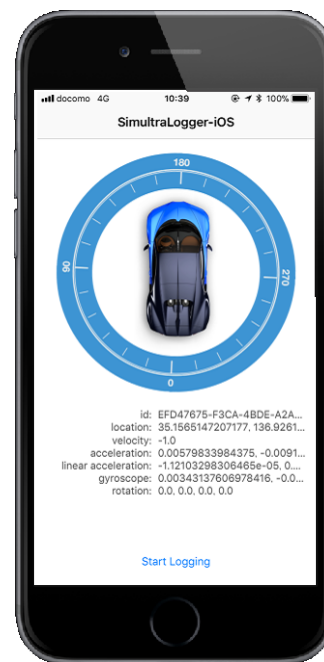 docomo 4G 10:39 100%
SimultraLogger-iOS
180
90
270
0
id: EFD47675-F3CA-4BDE-A2A...
location: 35.1565147207177, 136.9261...
velocity: -1.0
acceleration: 0.00579833984375, -0.0091...
linear acceleration: -1.12103298306465e-05, 0....
gyroscope: 0.00343137606978416, -0.0...
rotation: 0.0, 0.0, 0.0, 0.0
Start Logging